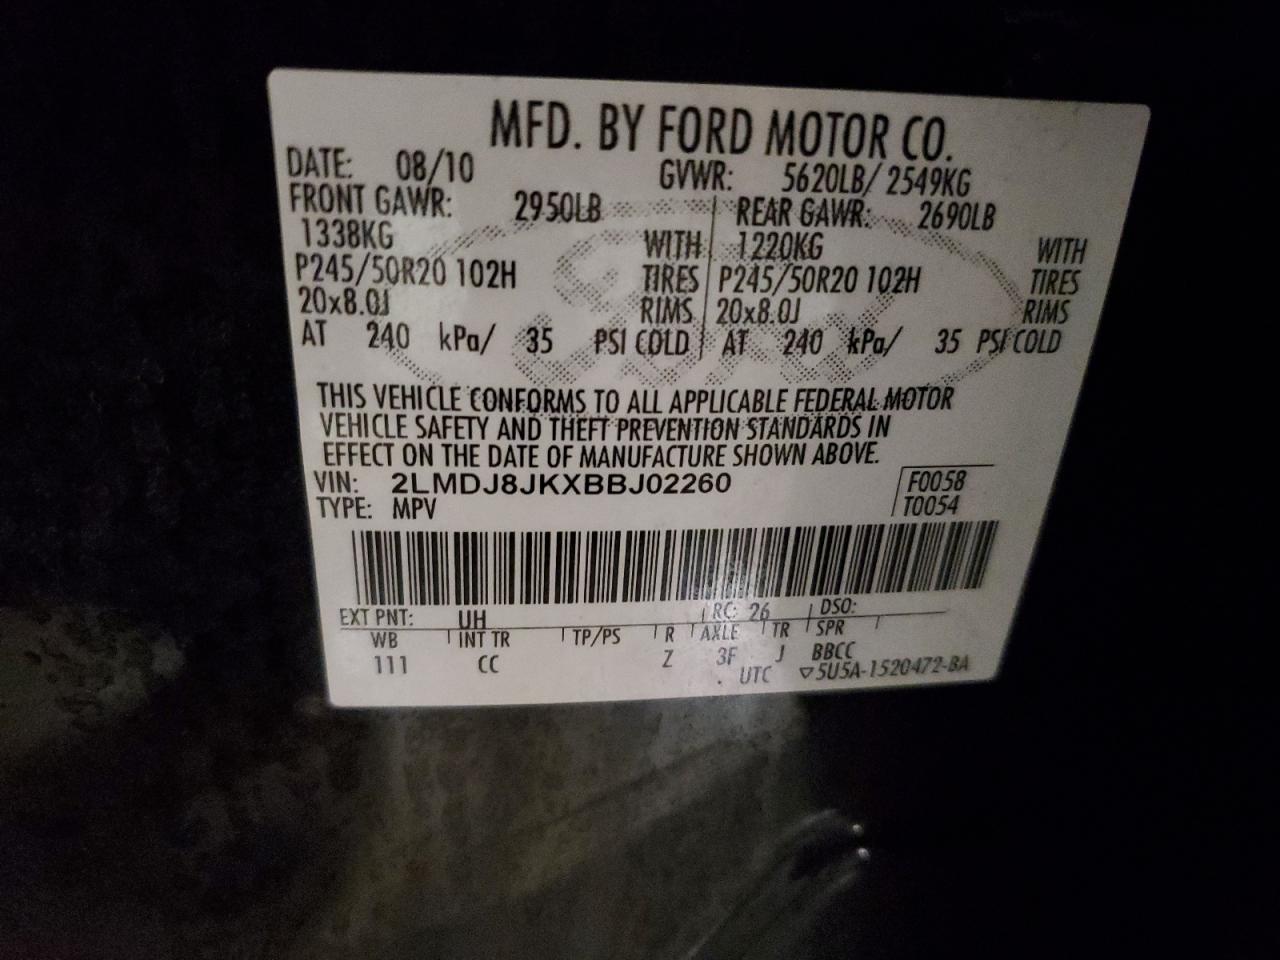 MFD. BY FORD MOTOR CO.
DATE: 08/10 GVWR: 5620LB/ 2549KG
FRONT GAWR: 2950LB REAR GAWR: 2690LB
1338KG WITH 1220KG WITH
P245/50R20 102H TIRES P245/50R20 102H TIRES
20x8.0J RIMS 20x8.0J RIMS
AT 240 kPa/ 35 PSI COLD AT 240 kPa/ 35 PSI COLD
THIS VEHICLE CONFORMS TO ALL APPLICABLE FEDERAL MOTOR
VEHICLE SAFETY AND THEFT PREVENTION STANDARDS IN
EFFECT ON THE DATE OF MANUFACTURE SHOWN ABOVE.
VIN: 2LMDJ8JKXBBJ02260 F0058
TYPE: MPV T0054
EXT PNT: UH RC: 26 DSO:
WB INT TR TP/PS R AXLE TR SPR
111 CC Z 3F J BBCC
UTC ▽5U5A-1520472-BA